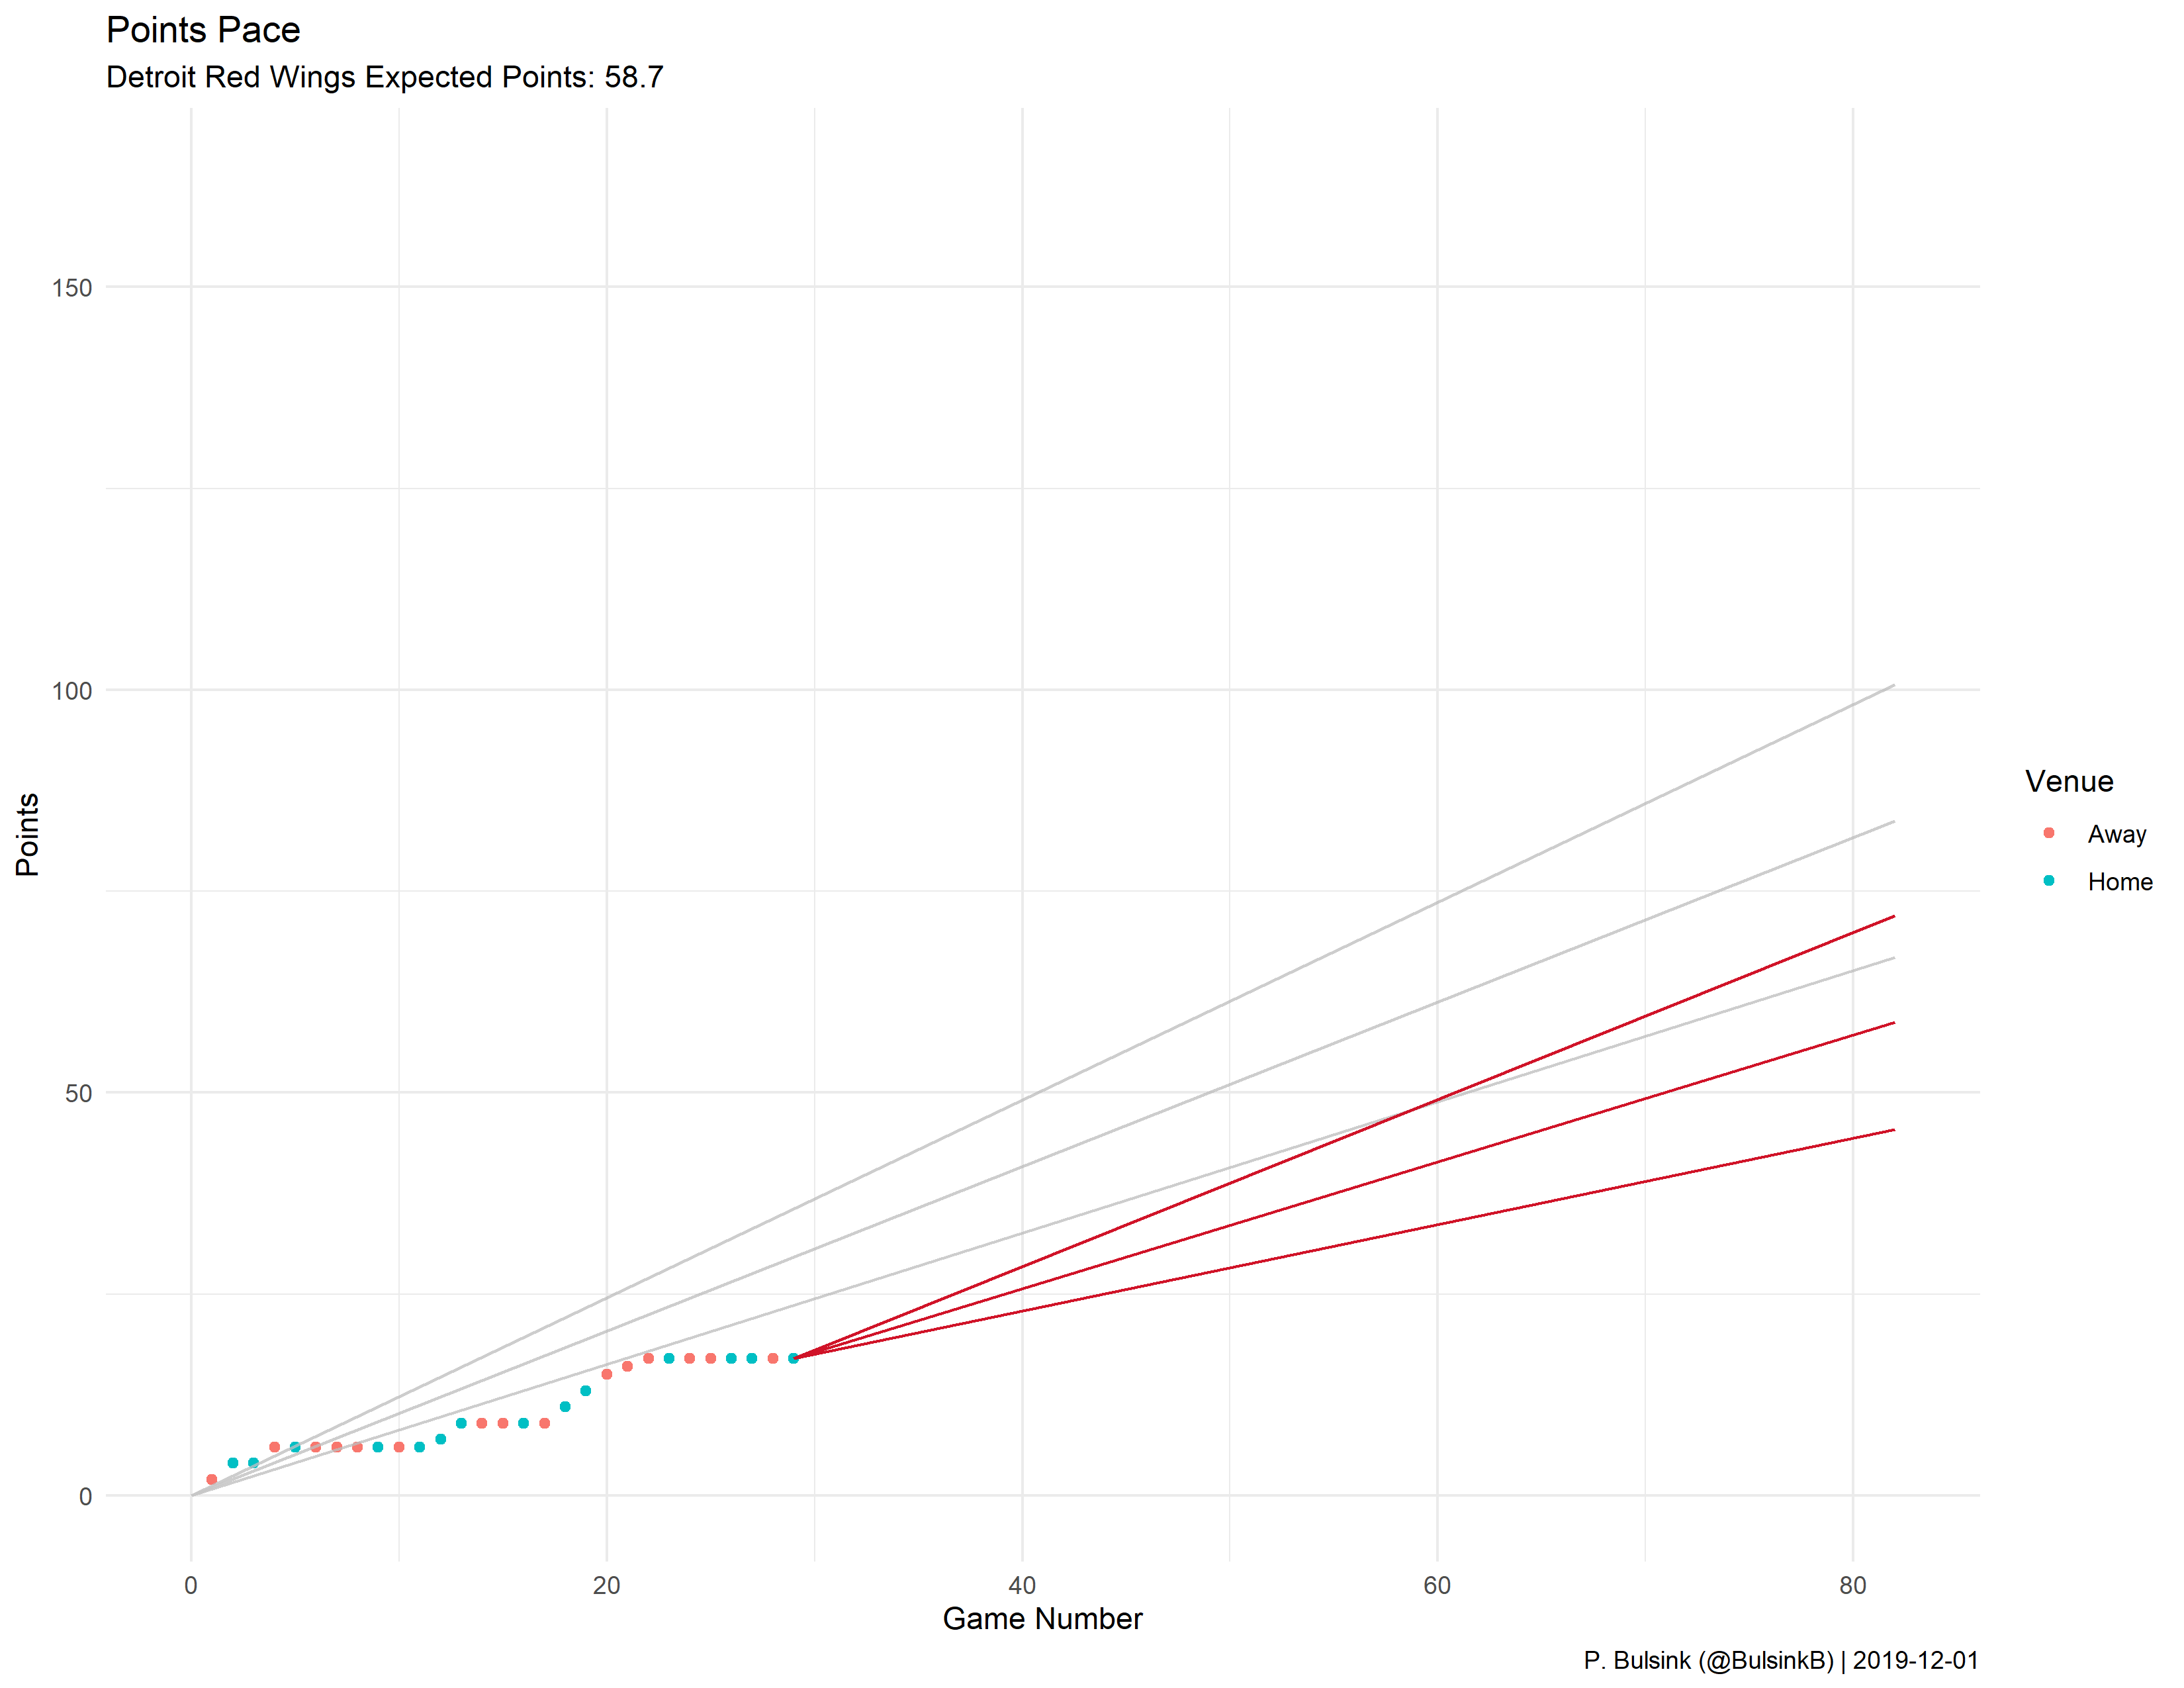 Points Pace
Detroit Red Wings Expected Points: 58.7
150
100
50
0
Points
0 20 40 60 80
Game Number
Venue
Away
Home
P. Bulsink (@BulsinkB) | 2019-12-01